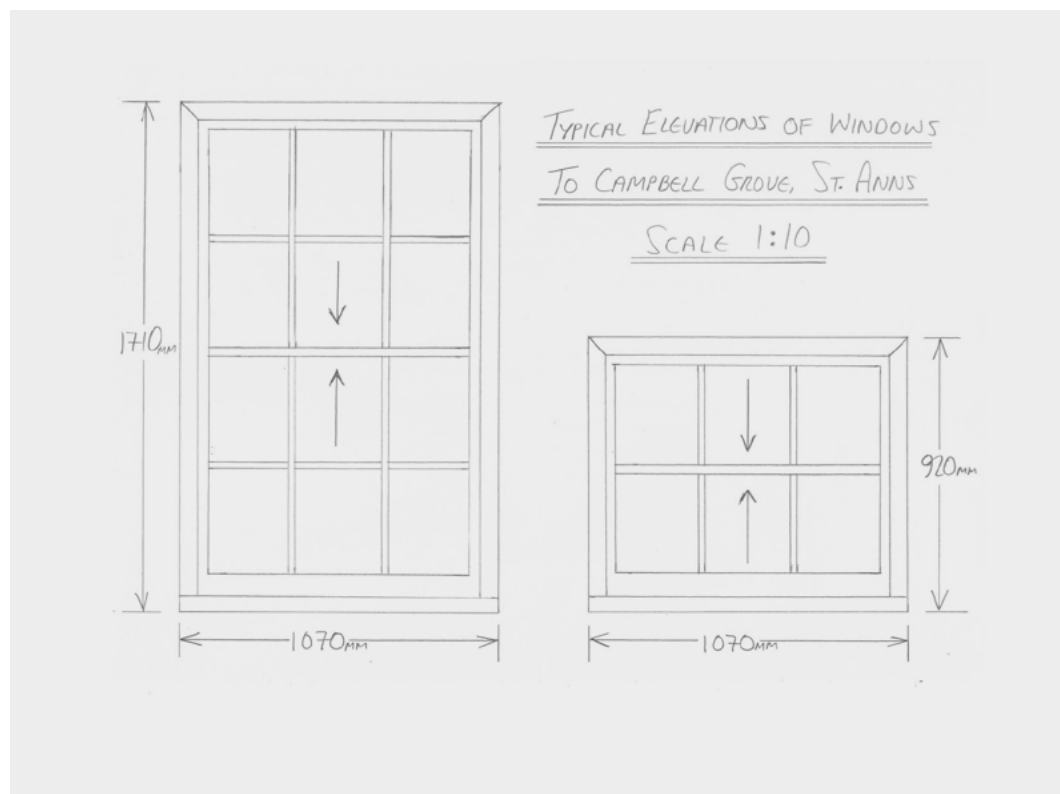 TYPICAL ELEVATIONS OF WINDOWS
TO CAMPBELL GROVE, ST. ANNS
SCALE 1:10
1710MM
920MM
1070MM
1070MM